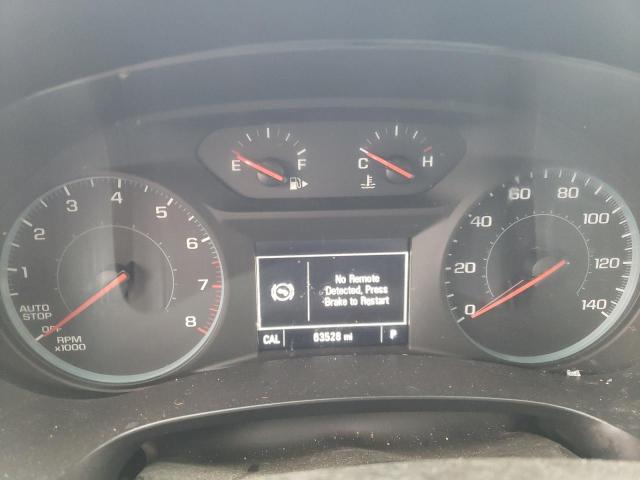 E F
C H
1 2 3 4 5 6 7 8
AUTO
STOP
OFF
RPM
x1000
No Remote
Detected, Press
Brake to Restart
CAL 63528 mi P
0 20 40 60 80 100 120 140